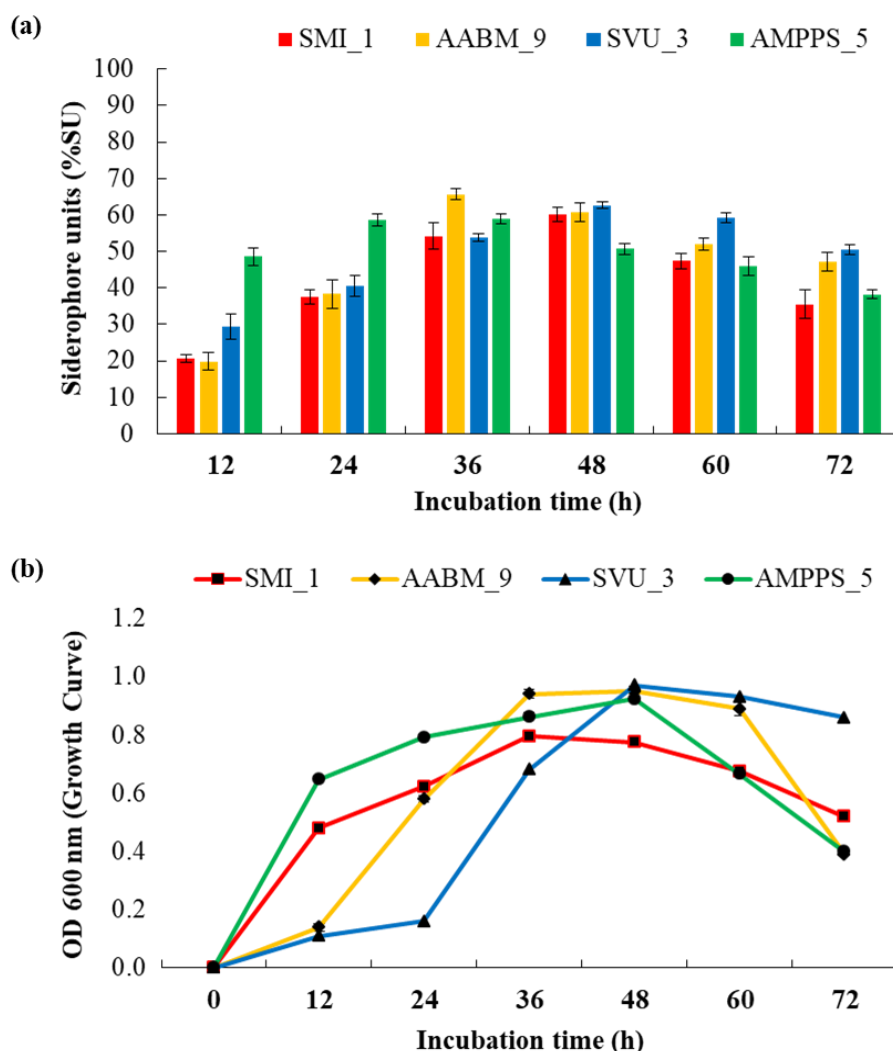 (a)
SMI_1 AABM_9 SVU_3 AMPPS_5
Siderophore units (%SU)
100
90
80
70
60
50
40
30
20
10
0
12 24 36 48 60 72
Incubation time (h)
(b)
SMI_1 AABM_9 SVU_3 AMPPS_5
OD 600 nm (Growth Curve)
1.2
1.0
0.8
0.6
0.4
0.2
0.0
0 12 24 36 48 60 72
Incubation time (h)